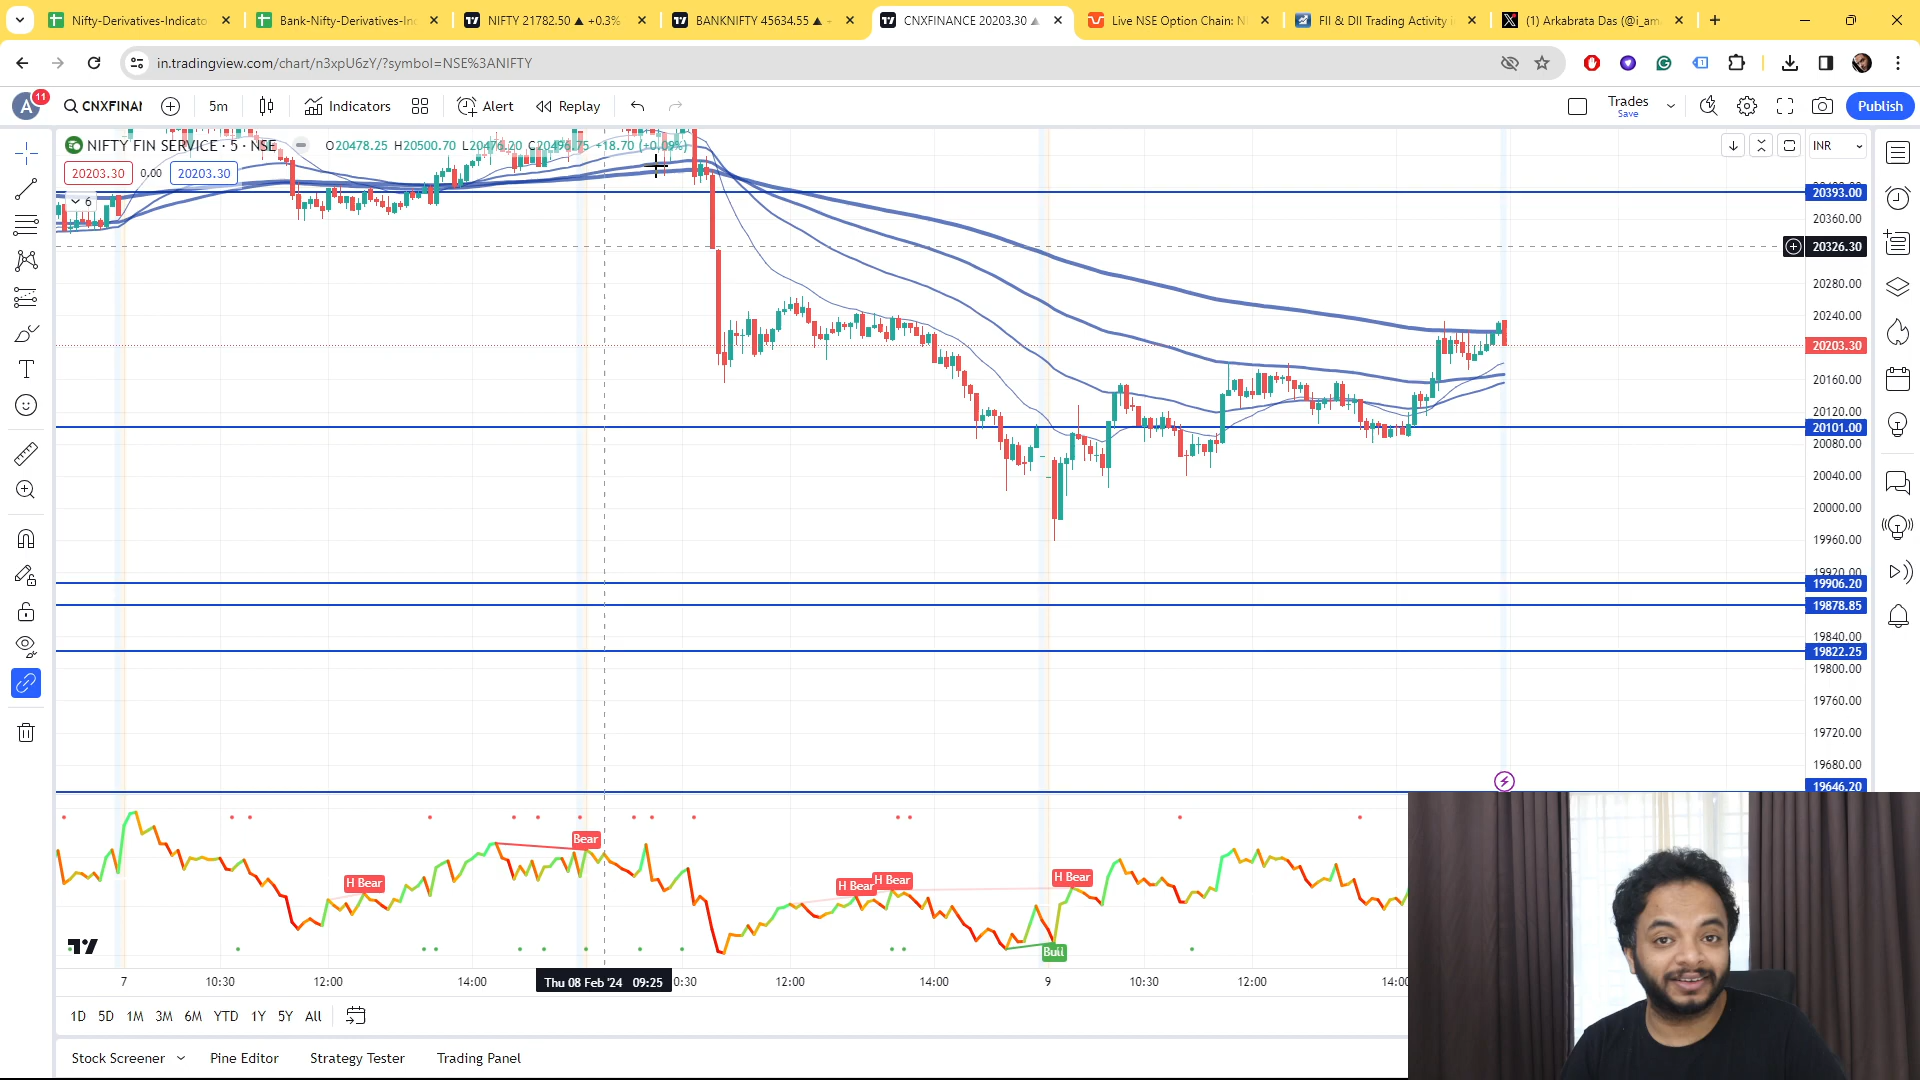 Nifty-Derivatives-Indicato
Bank-Nifty-Derivatives-In
NIFTY 21782.50 ▲ +0.3%
BANKNIFTY 45634.55 ▲
CNXFINANCE 20203.30 ▲
Live NSE Option Chain: N
FII & DII Trading Activity i
(1) Arkabrata Das (@i_am
in.tradingview.com/chart/n3xpU6zY/?symbol=NSE%3ANIFTY
A
11
CNXFINAN
5m
Indicators
Alert
Replay
Trades
Save
Publish
NIFTY FIN SERVICE · 5 · NSE
O20478.25 H20500.70 L20476.20 C20496.75 +18.70 (+0.09%)
INR
20203.30
0.00
20203.30
6
20393.00
20360.00
20326.30
20280.00
20240.00
20203.30
20160.00
20120.00
20101.00
20080.00
20040.00
20000.00
19960.00
19920.00
19906.20
19878.85
19840.00
19822.25
19800.00
19760.00
19720.00
19680.00
19646.20
Bear
H Bear
H Bear
H Bear
H Bear
Bull
7
10:30
12:00
14:00
Thu 08 Feb '24 09:25
0:30
12:00
14:00
9
10:30
12:00
14:00
1D 5D 1M 3M 6M YTD 1Y 5Y All
Stock Screener
Pine Editor
Strategy Tester
Trading Panel